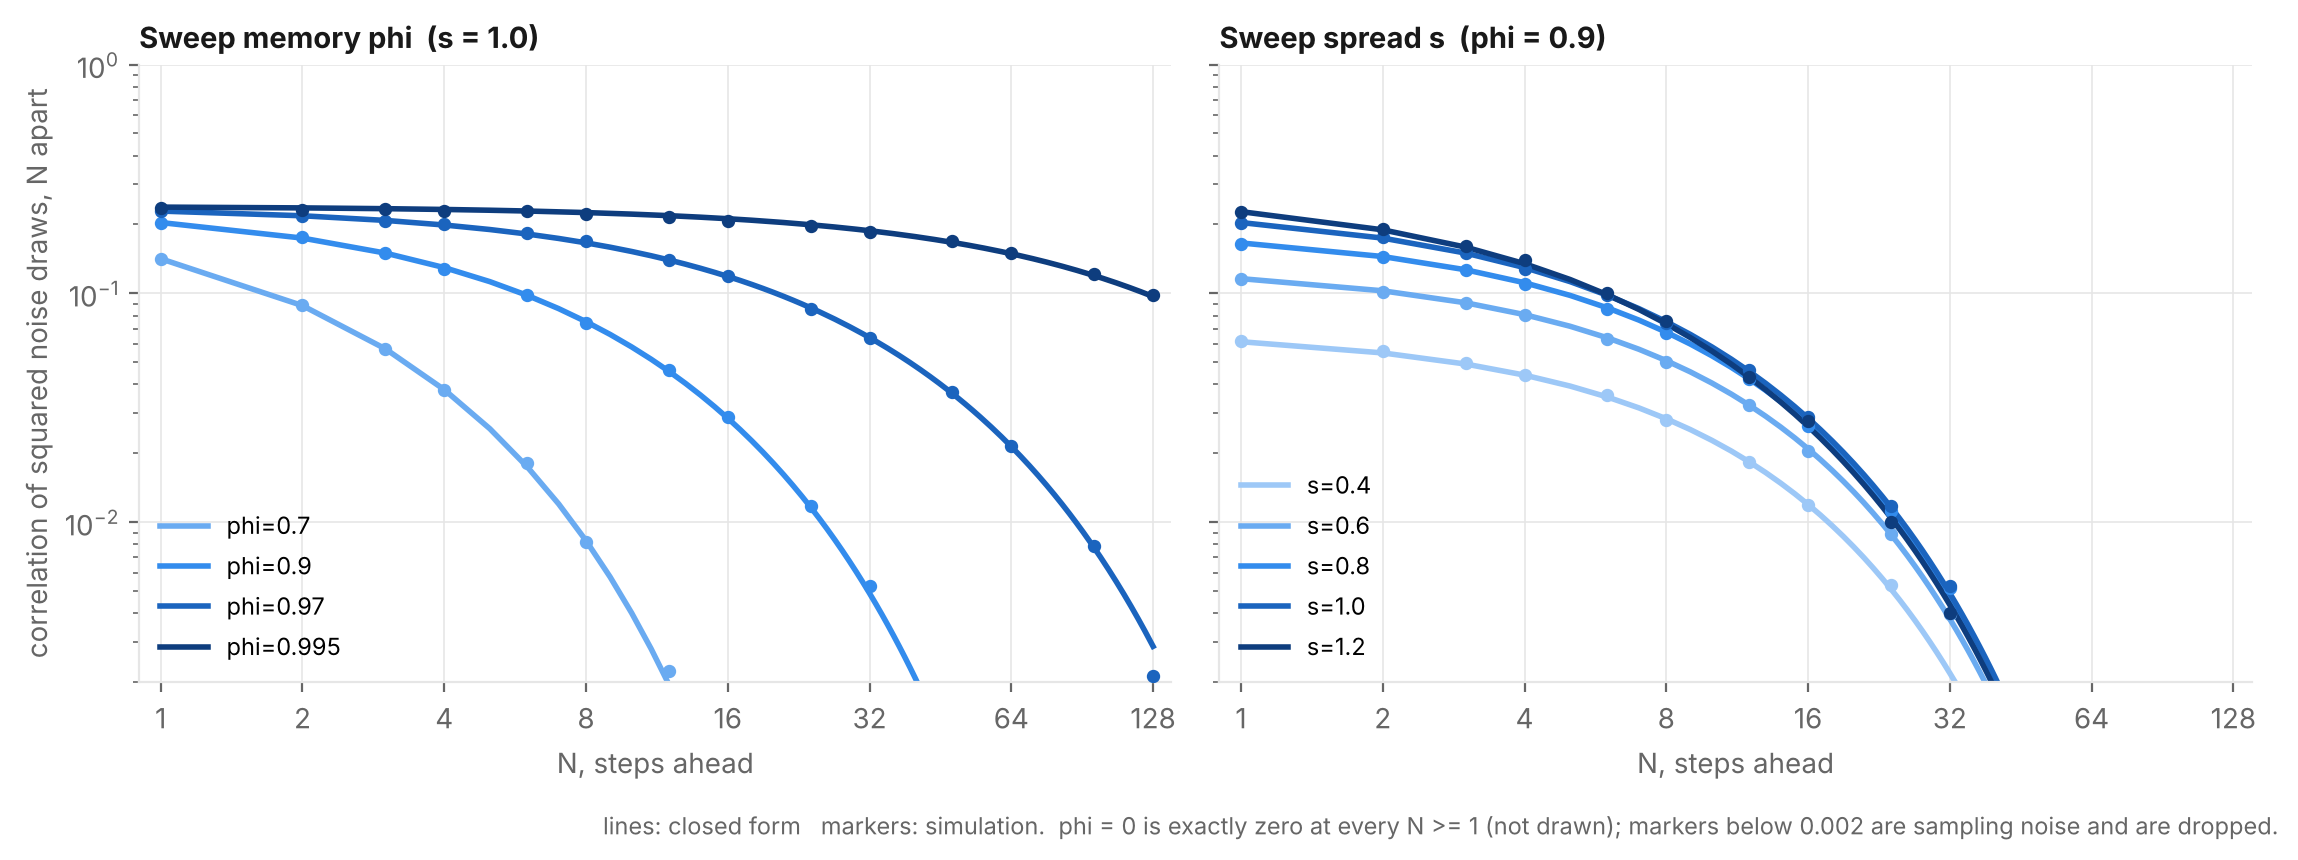 Sweep memory phi (s = 1.0)
correlation of squared noise draws, N apart
10⁰
10⁻¹
10⁻²
phi=0.7
phi=0.9
phi=0.97
phi=0.995
1 2 4 8 16 32 64 128
N, steps ahead
Sweep spread s (phi = 0.9)
s=0.4
s=0.6
s=0.8
s=1.0
s=1.2
1 2 4 8 16 32 64 128
N, steps ahead
lines: closed form markers: simulation. phi = 0 is exactly zero at every N >= 1 (not drawn); markers below 0.002 are sampling noise and are dropped.